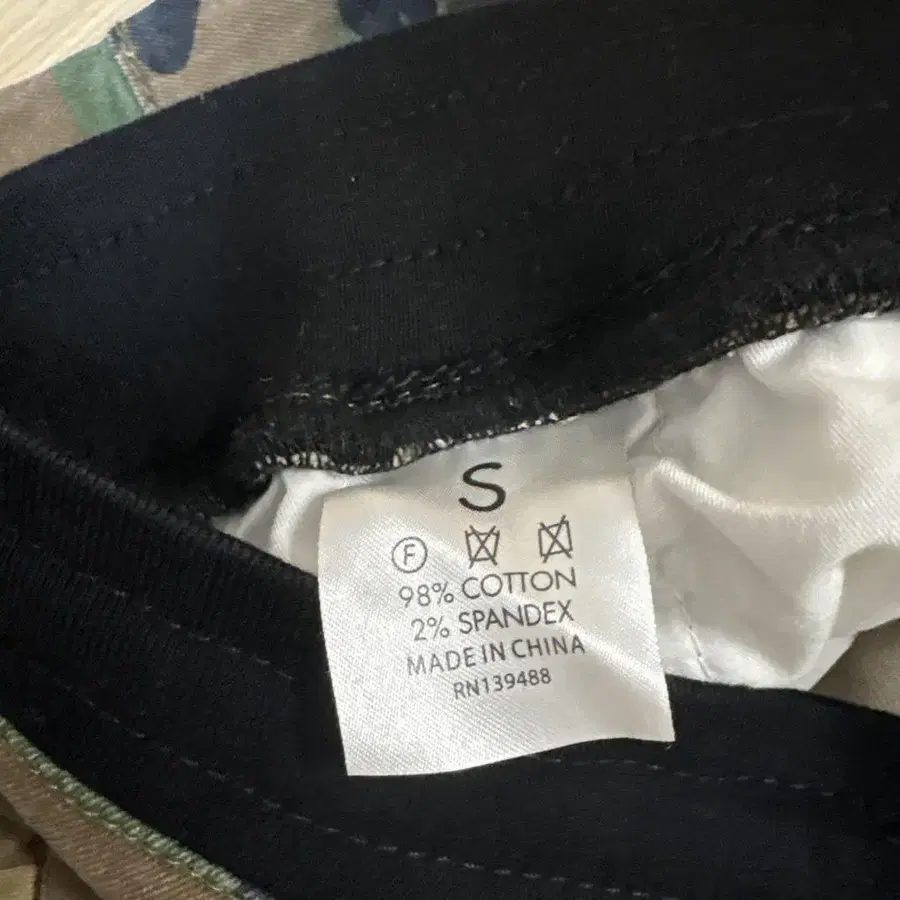 S
F
98% COTTON
2% SPANDEX
MADE IN CHINA
RN139488